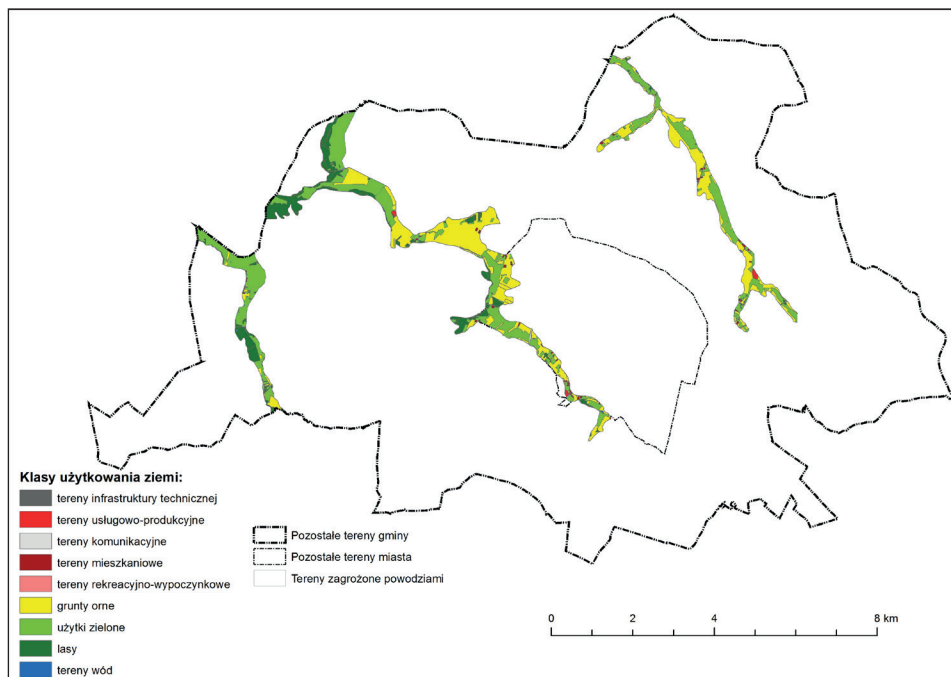 Klasy użytkowania ziemi:
tereny infrastruktury technicznej
tereny usługowo-produkcyjne
tereny komunikacyjne
tereny mieszkaniowe
tereny rekreacyjno-wypoczynkowe
grunty orne
użytki zielone
lasy
tereny wód
Pozostałe tereny gminy
Pozostałe tereny miasta
Tereny zagrożone powodziami
0 2 4 8 km